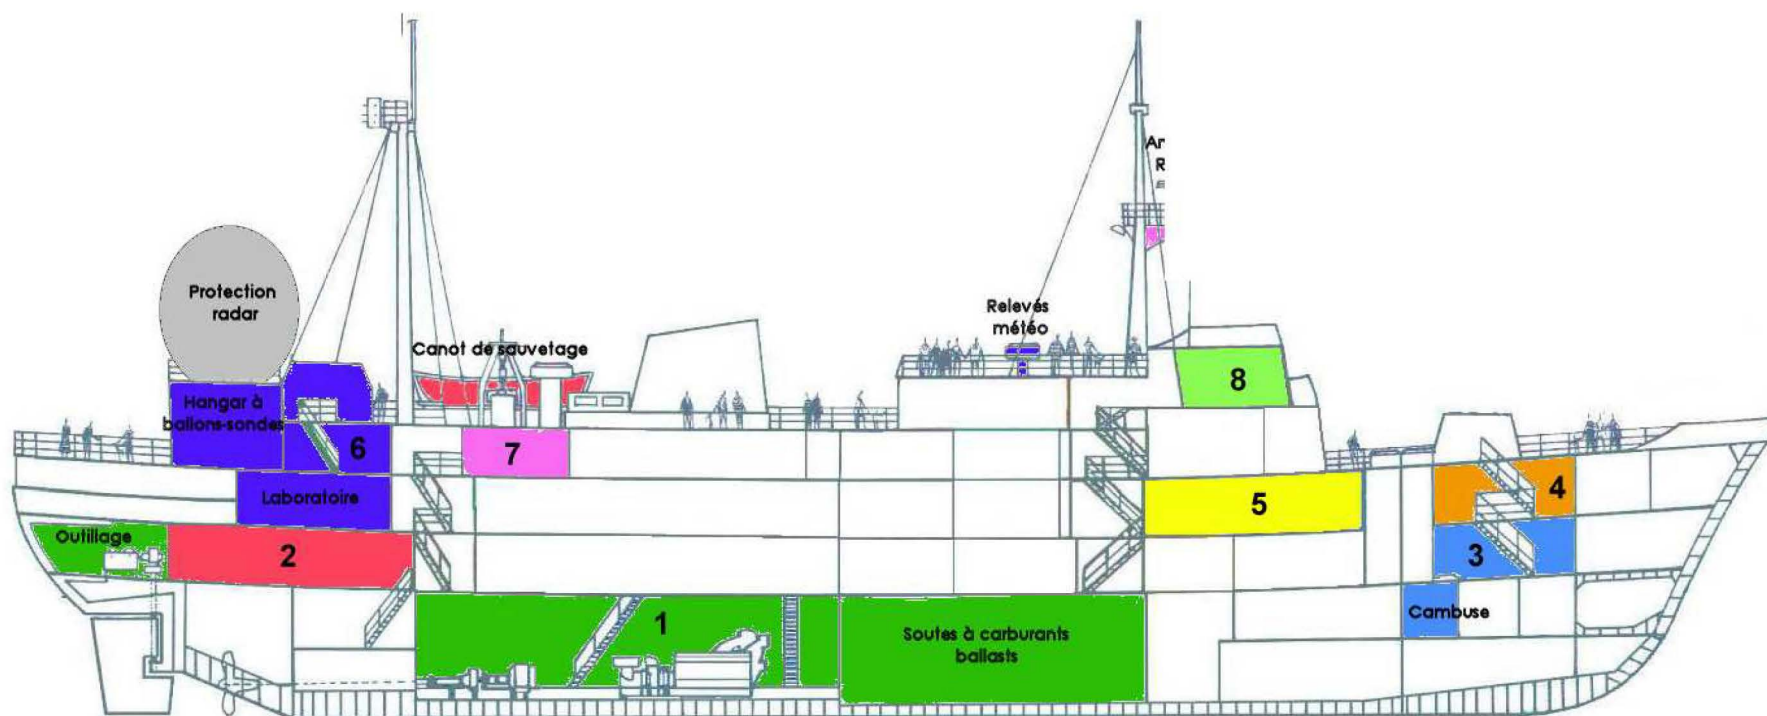 Ar
R
Protection
radar
Relevés
météo
Canot de sauvetage
8
Hangar à
ballons-sondes
6
7
Laboratoire
5
4
Outillage
2
3
Cambuse
1
Soutes à carburants
ballasts